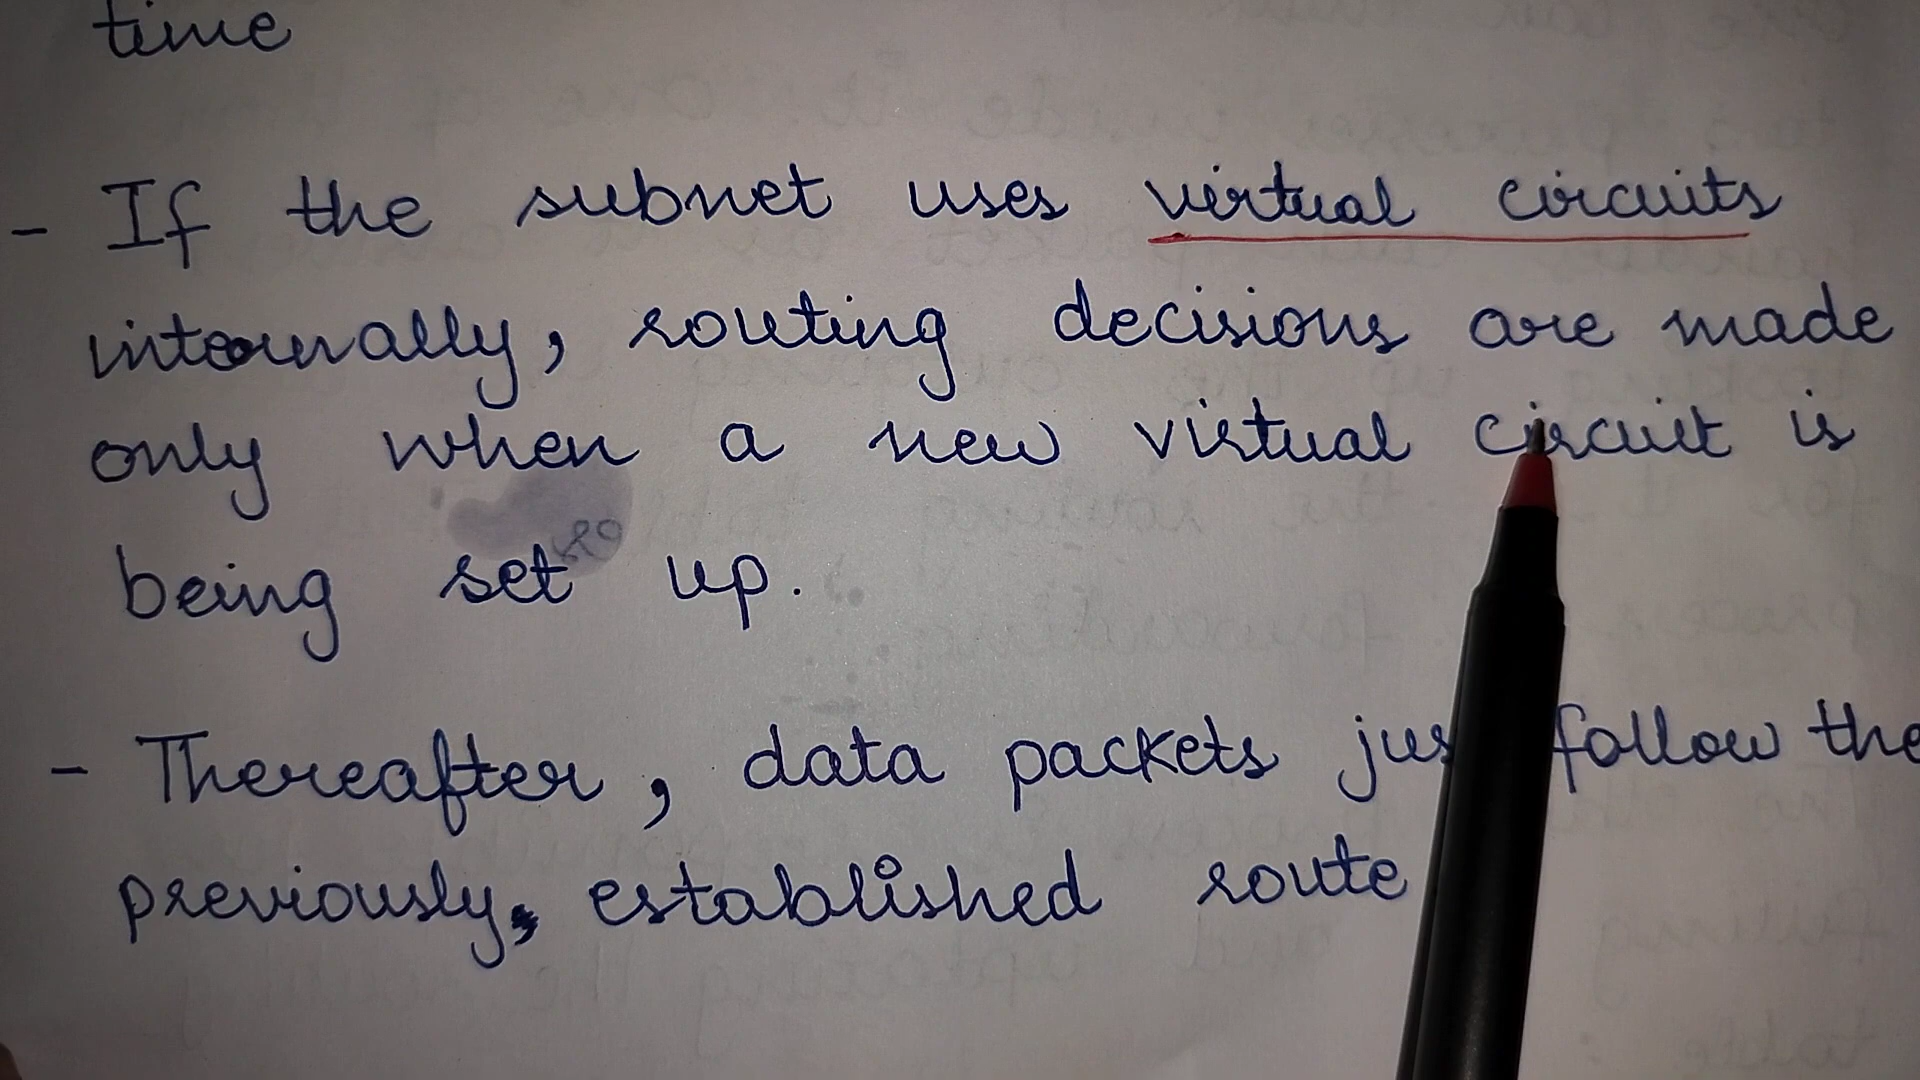 time
- If the subnet uses virtual circuits
internally, routing decisions are made
only when a new virtual circuit is
being set up.
- Thereafter, data packets jus follow the
previously, established route